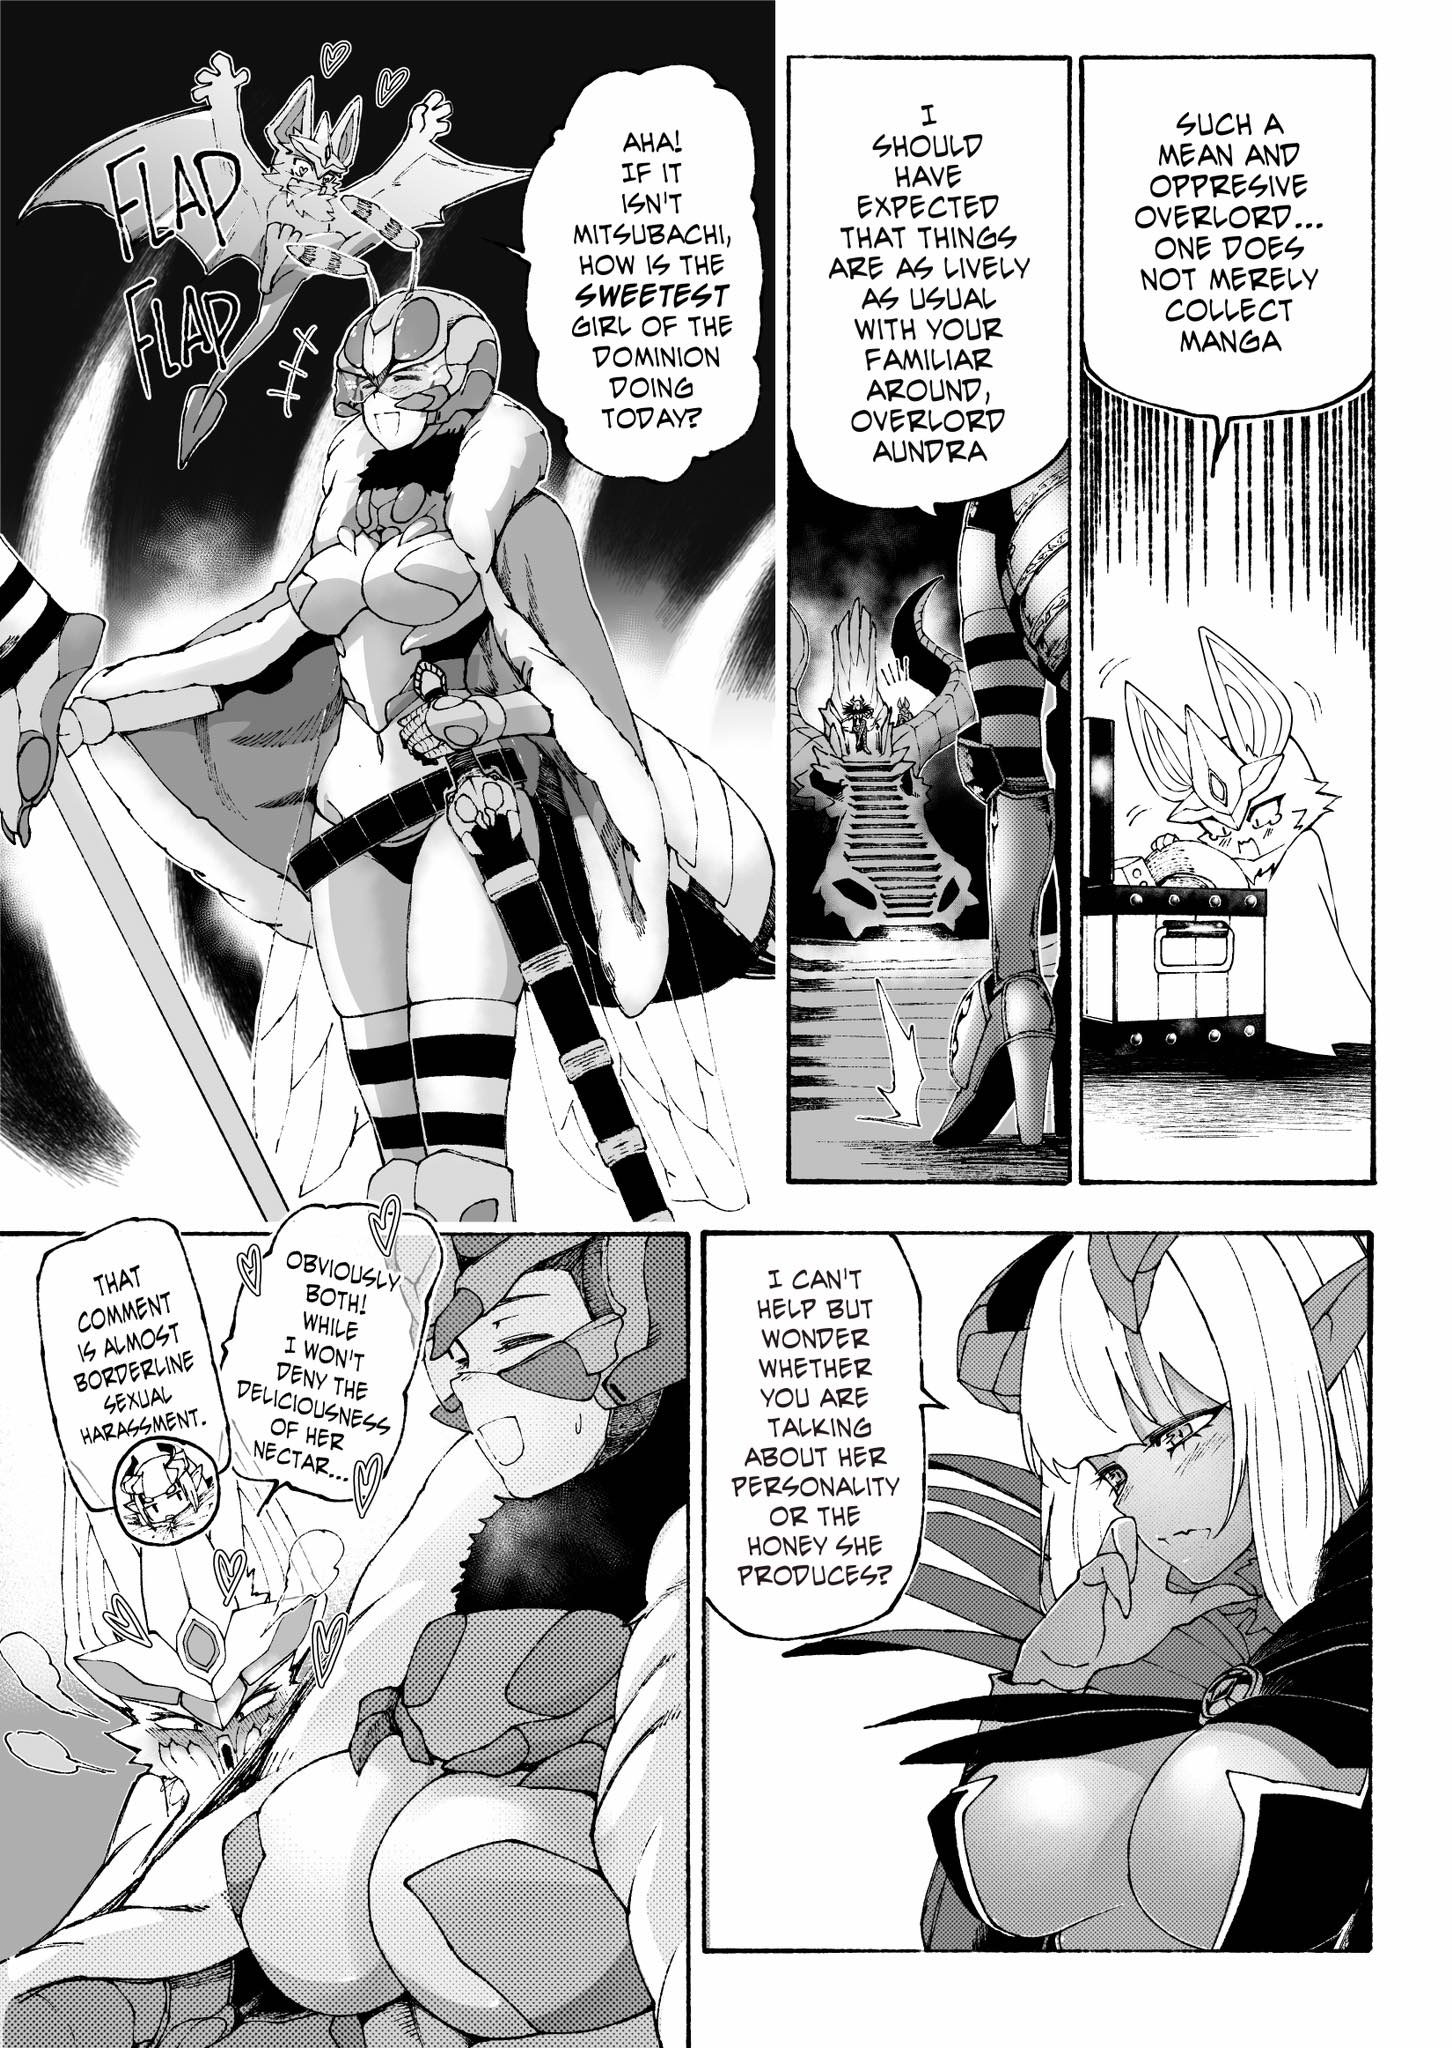 SUCH A
MEAN AND
OPPRESIVE
OVERLORD...
ONE DOES
NOT MERELY
COLLECT
MANGA
I
SHOULD
HAVE
EXPECTED
THAT THINGS
ARE AS LIVELY
AS USUAL
WITH YOUR
FAMILIAR
AROUND,
OVERLORD
AUNDRA
AHA!
IF IT
ISN'T
MITSUBACHI,
HOW IS THE
SWEETEST
GIRL OF THE
DOMINION
DOING
TODAY?
FLAP
FLAP
I CAN'T
HELP BUT
WONDER
WHETHER
YOU ARE
TALKING
ABOUT HER
PERSONALITY
OR THE
HONEY SHE
PRODUCES?
OBVIOUSLY
BOTH!
WHILE
I WON'T
DENY THE
DELICIOUSNESS
OF HER
NECTAR...
THAT
COMMENT
IS ALMOST
BORDERLINE
SEXUAL
HARASSMENT.